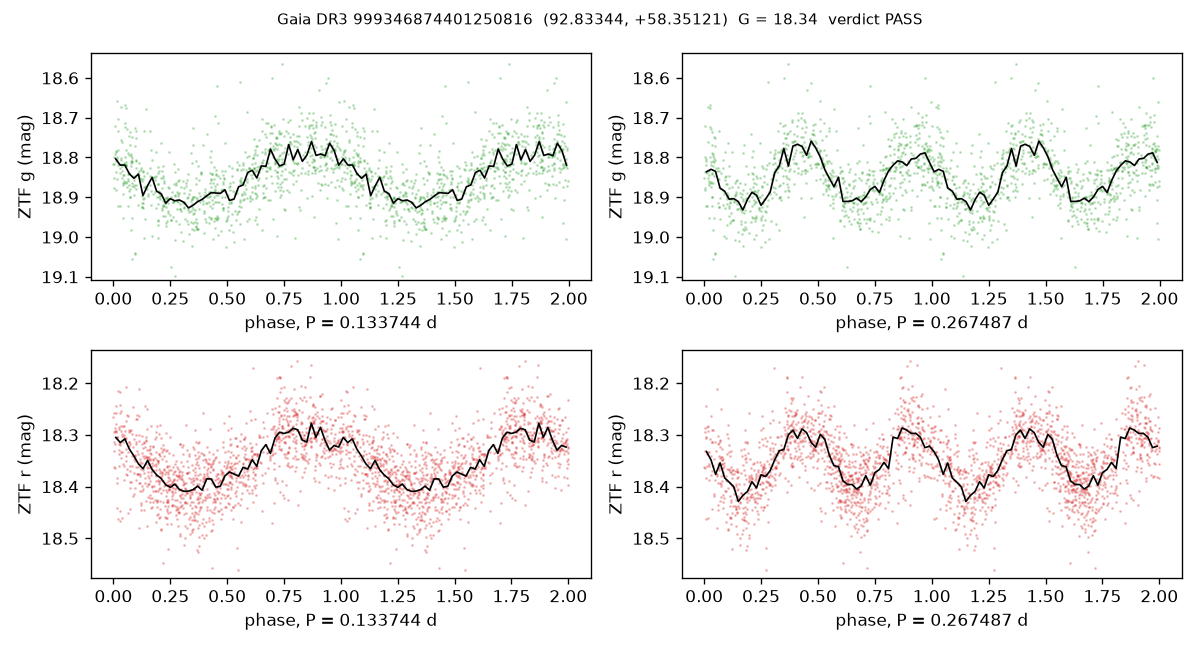 Gaia DR3 999346874401250816  (92.83344, +58.35121)  G = 18.34  verdict PASS
ZTF g (mag)
18.6
18.7
18.8
18.9
19.0
19.1
0.00 0.25 0.50 0.75 1.00 1.25 1.50 1.75 2.00
phase, P = 0.133744 d
ZTF g (mag)
18.6
18.7
18.8
18.9
19.0
19.1
0.00 0.25 0.50 0.75 1.00 1.25 1.50 1.75 2.00
phase, P = 0.267487 d
ZTF r (mag)
18.2
18.3
18.4
18.5
0.00 0.25 0.50 0.75 1.00 1.25 1.50 1.75 2.00
phase, P = 0.133744 d
ZTF r (mag)
18.2
18.3
18.4
18.5
0.00 0.25 0.50 0.75 1.00 1.25 1.50 1.75 2.00
phase, P = 0.267487 d